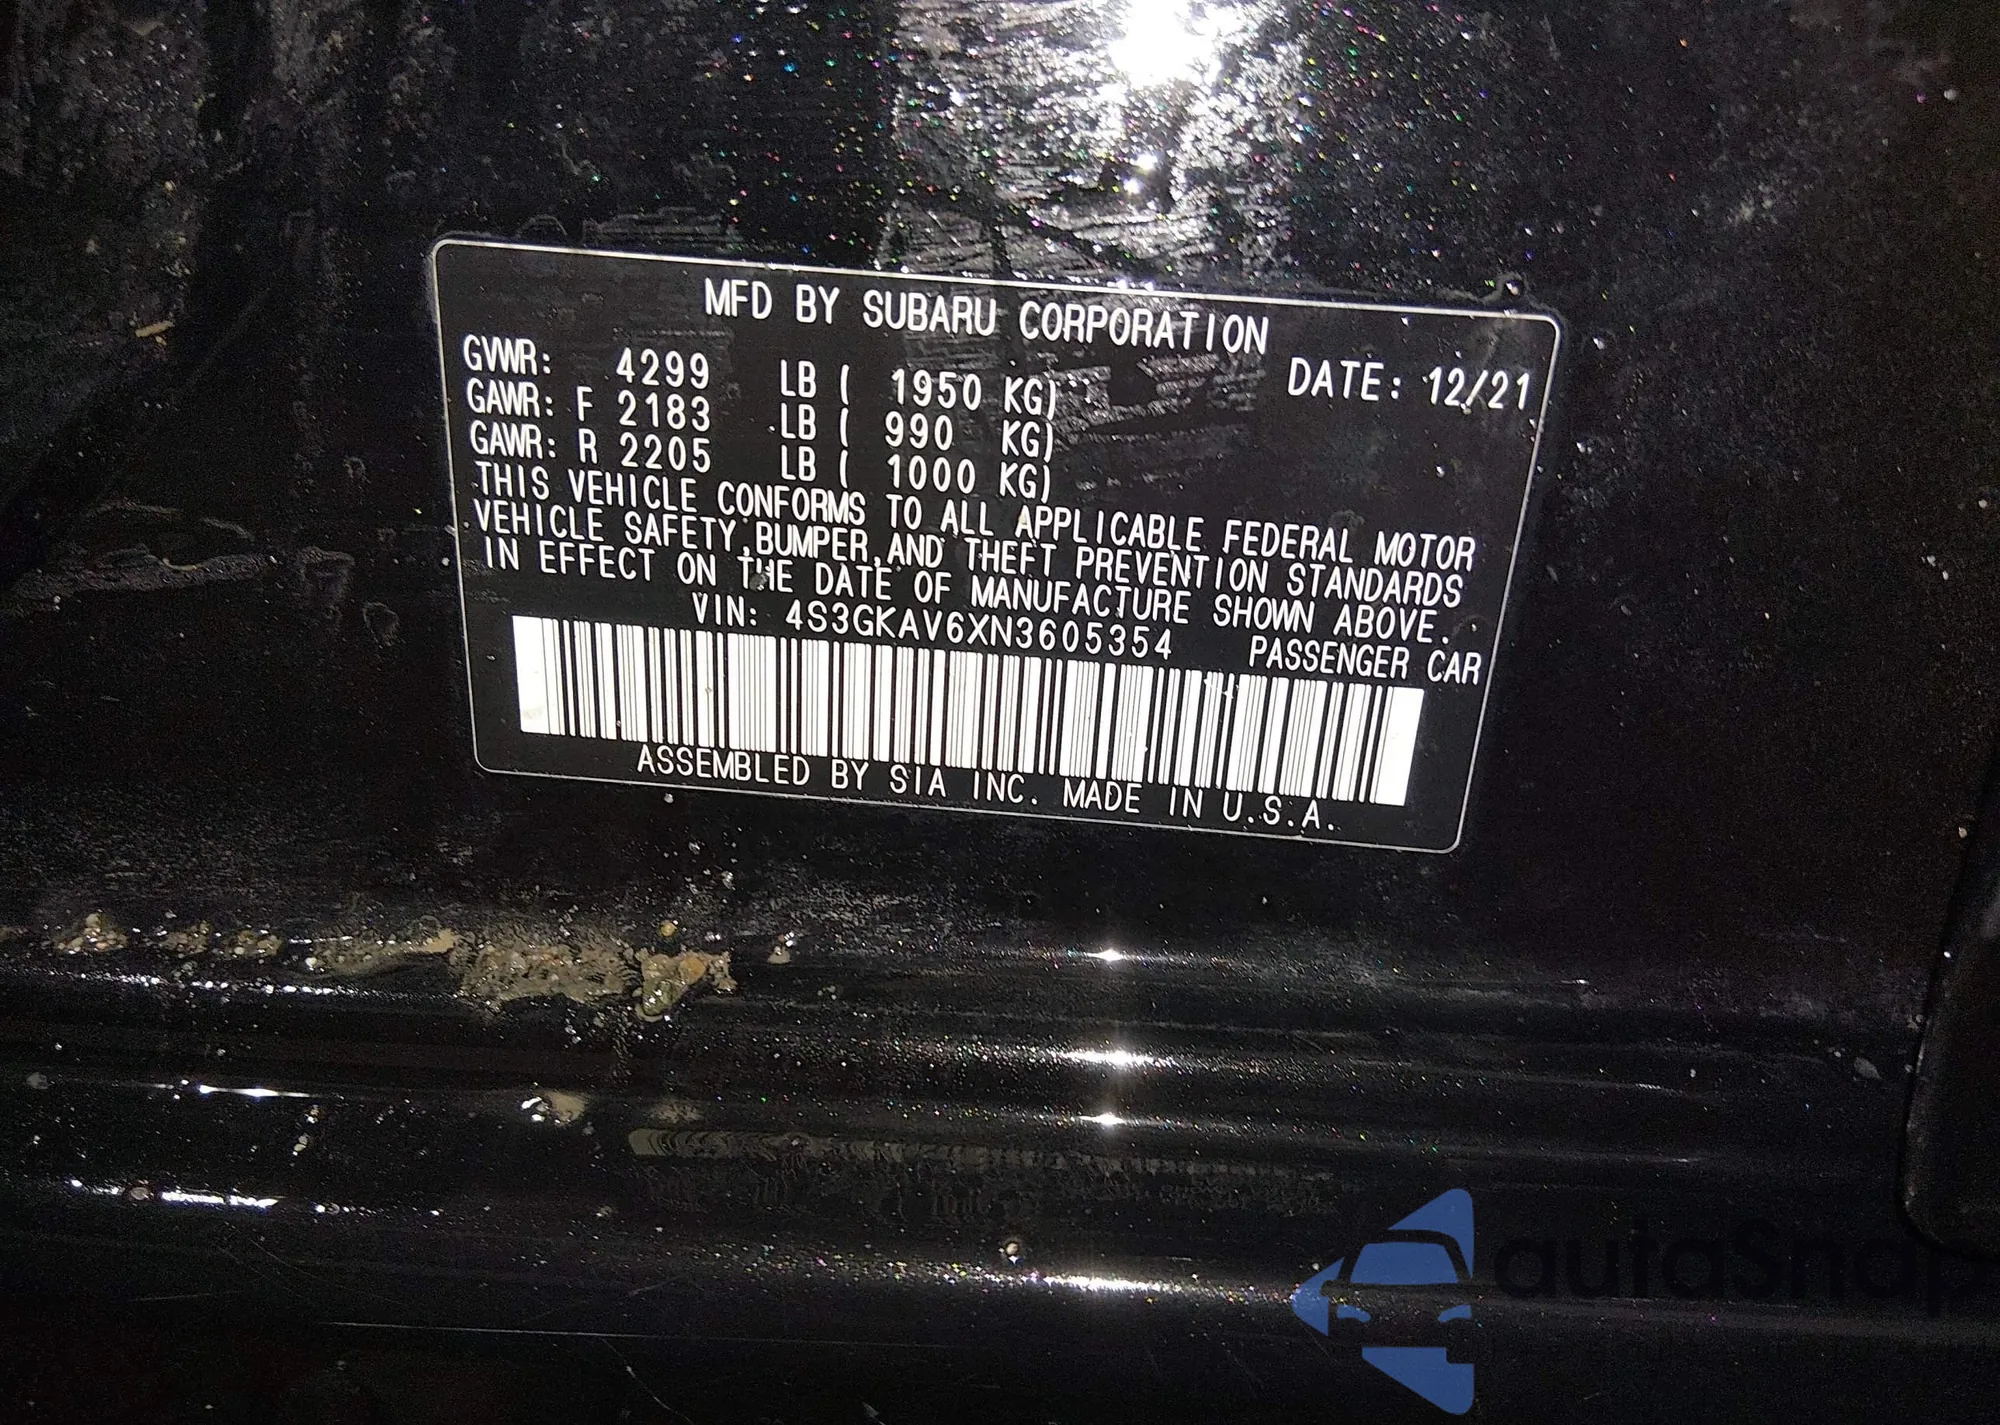 MFD BY SUBARU CORPORATION
GVWR: 4299 LB ( 1950 KG) DATE: 12/21
GAWR: F 2183 LB ( 990 KG)
GAWR: R 2205 LB ( 1000 KG)
THIS VEHICLE CONFORMS TO ALL APPLICABLE FEDERAL MOTOR
VEHICLE SAFETY, BUMPER, AND THEFT PREVENTION STANDARDS
IN EFFECT ON THE DATE OF MANUFACTURE SHOWN ABOVE.
VIN: 4S3GKAV6XN3605354 PASSENGER CAR
ASSEMBLED BY SIA INC. MADE IN U.S.A.
autoSnap